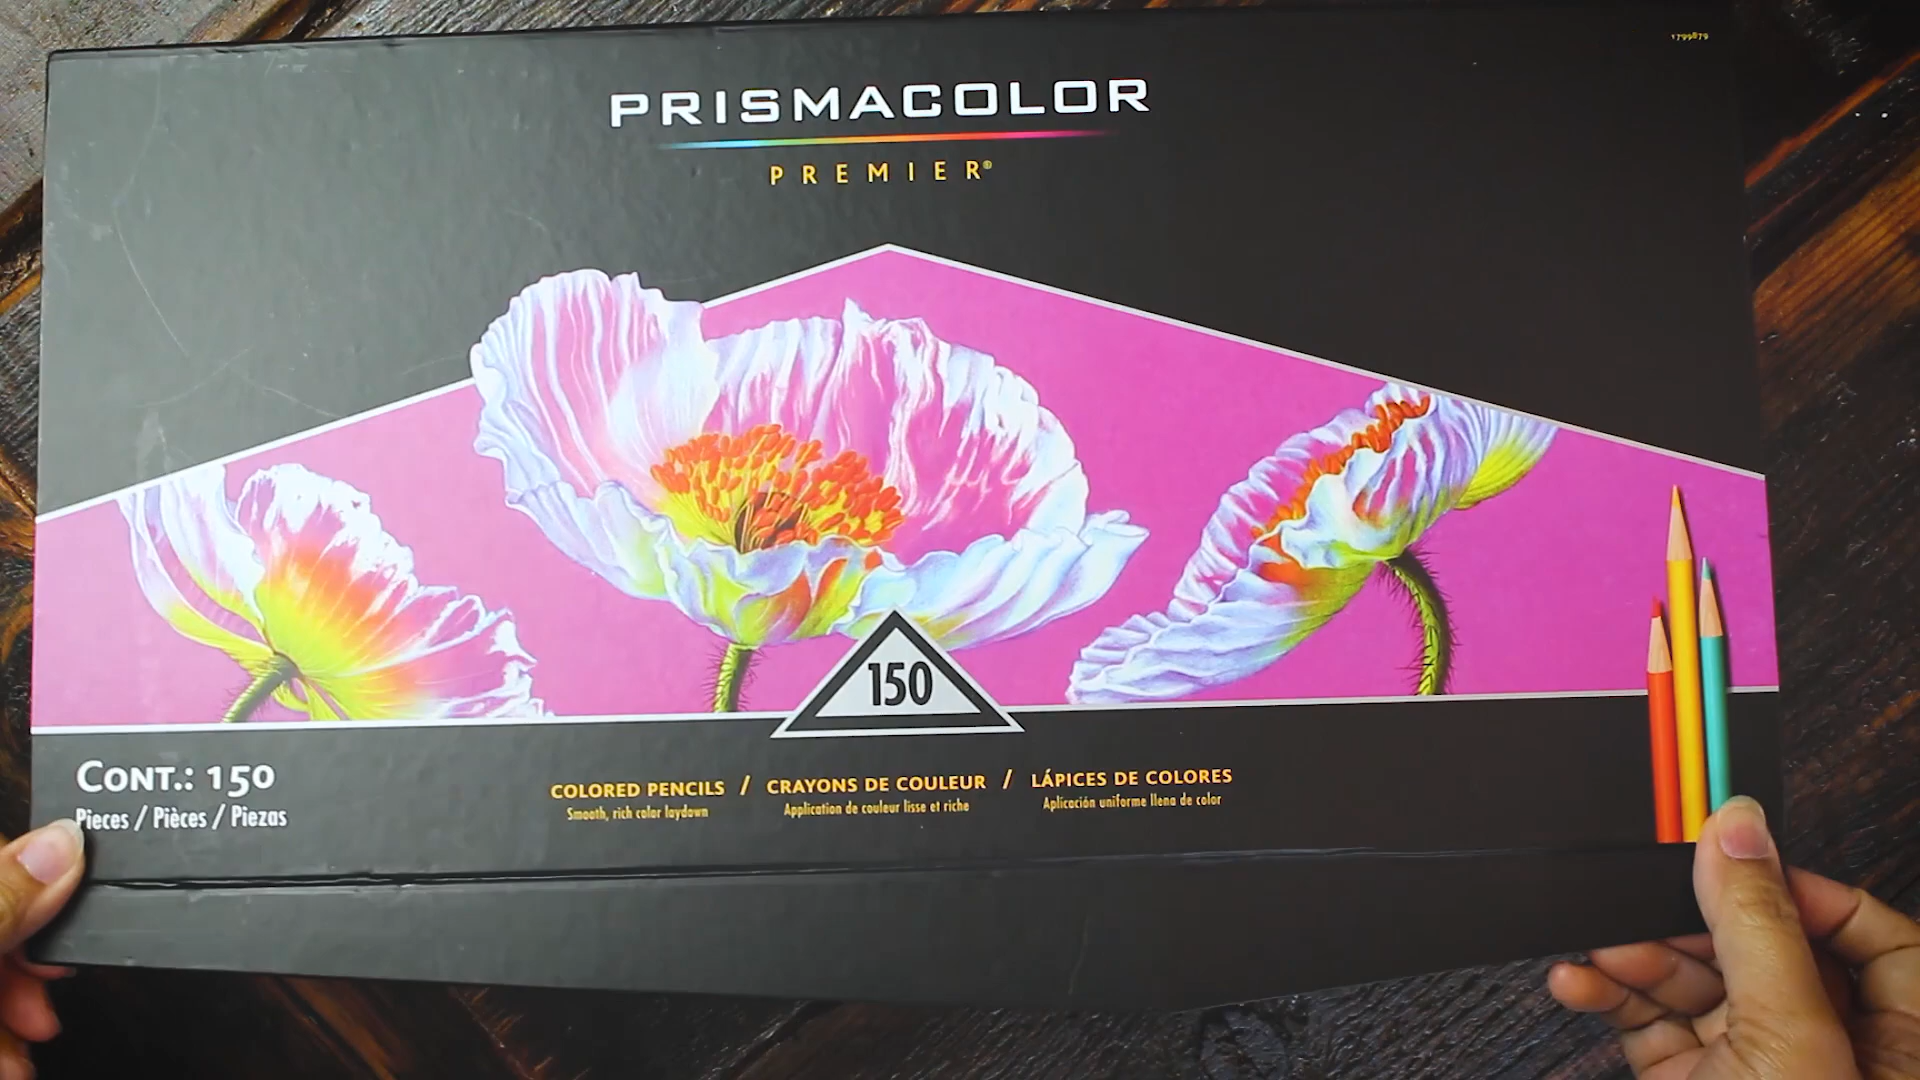 1799879
PRISMACOLOR
PREMIER®
150
CONT.: 150
Pieces / Pièces / Piezas
COLORED PENCILS / CRAYONS DE COULEUR / LÁPICES DE COLORES
Smooth, rich color laydown Application de couleur lisse et riche Aplicación uniforme llena de color